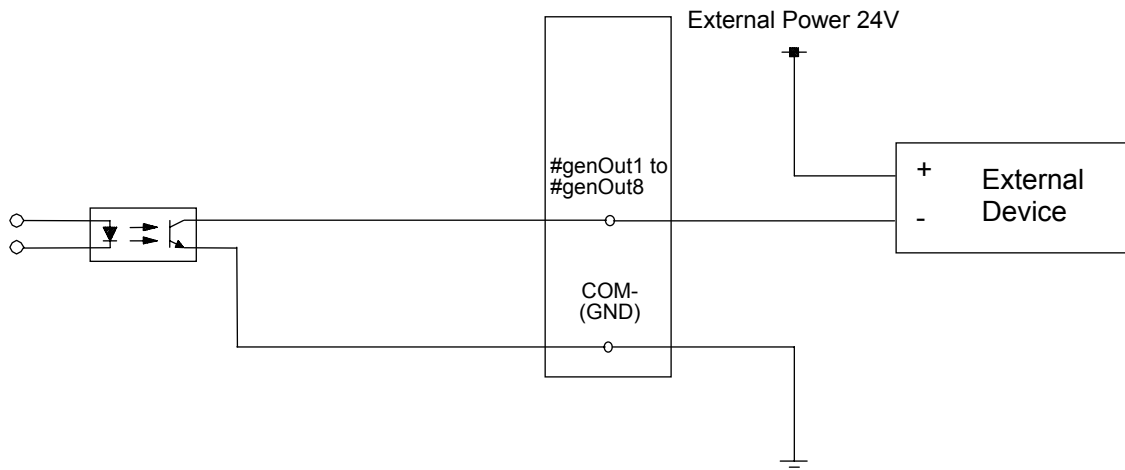 External Power 24V
#genOut1 to
#genOut8
+
External
Device
-
COM-
(GND)